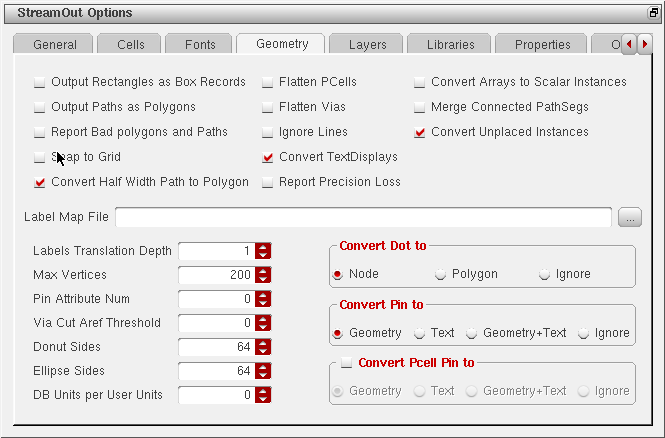 StreamOut Options
General Cells Fonts Geometry Layers Libraries Properties O
Output Rectangles as Box Records Flatten PCells Convert Arrays to Scalar Instances
Output Paths as Polygons Flatten Vias Merge Connected PathSegs
Report Bad polygons and Paths Ignore Lines Convert Unplaced Instances
Snap to Grid Convert TextDisplays
Convert Half Width Path to Polygon Report Precision Loss
Label Map File ...
Labels Translation Depth 1
Max Vertices 200
Pin Attribute Num 0
Via Cut Aref Threshold 0
Donut Sides 64
Ellipse Sides 64
DB Units per User Units 0
Convert Dot to
Node Polygon Ignore
Convert Pin to
Geometry Text Geometry+Text Ignore
Convert Pcell Pin to
Geometry Text Geometry+Text Ignore